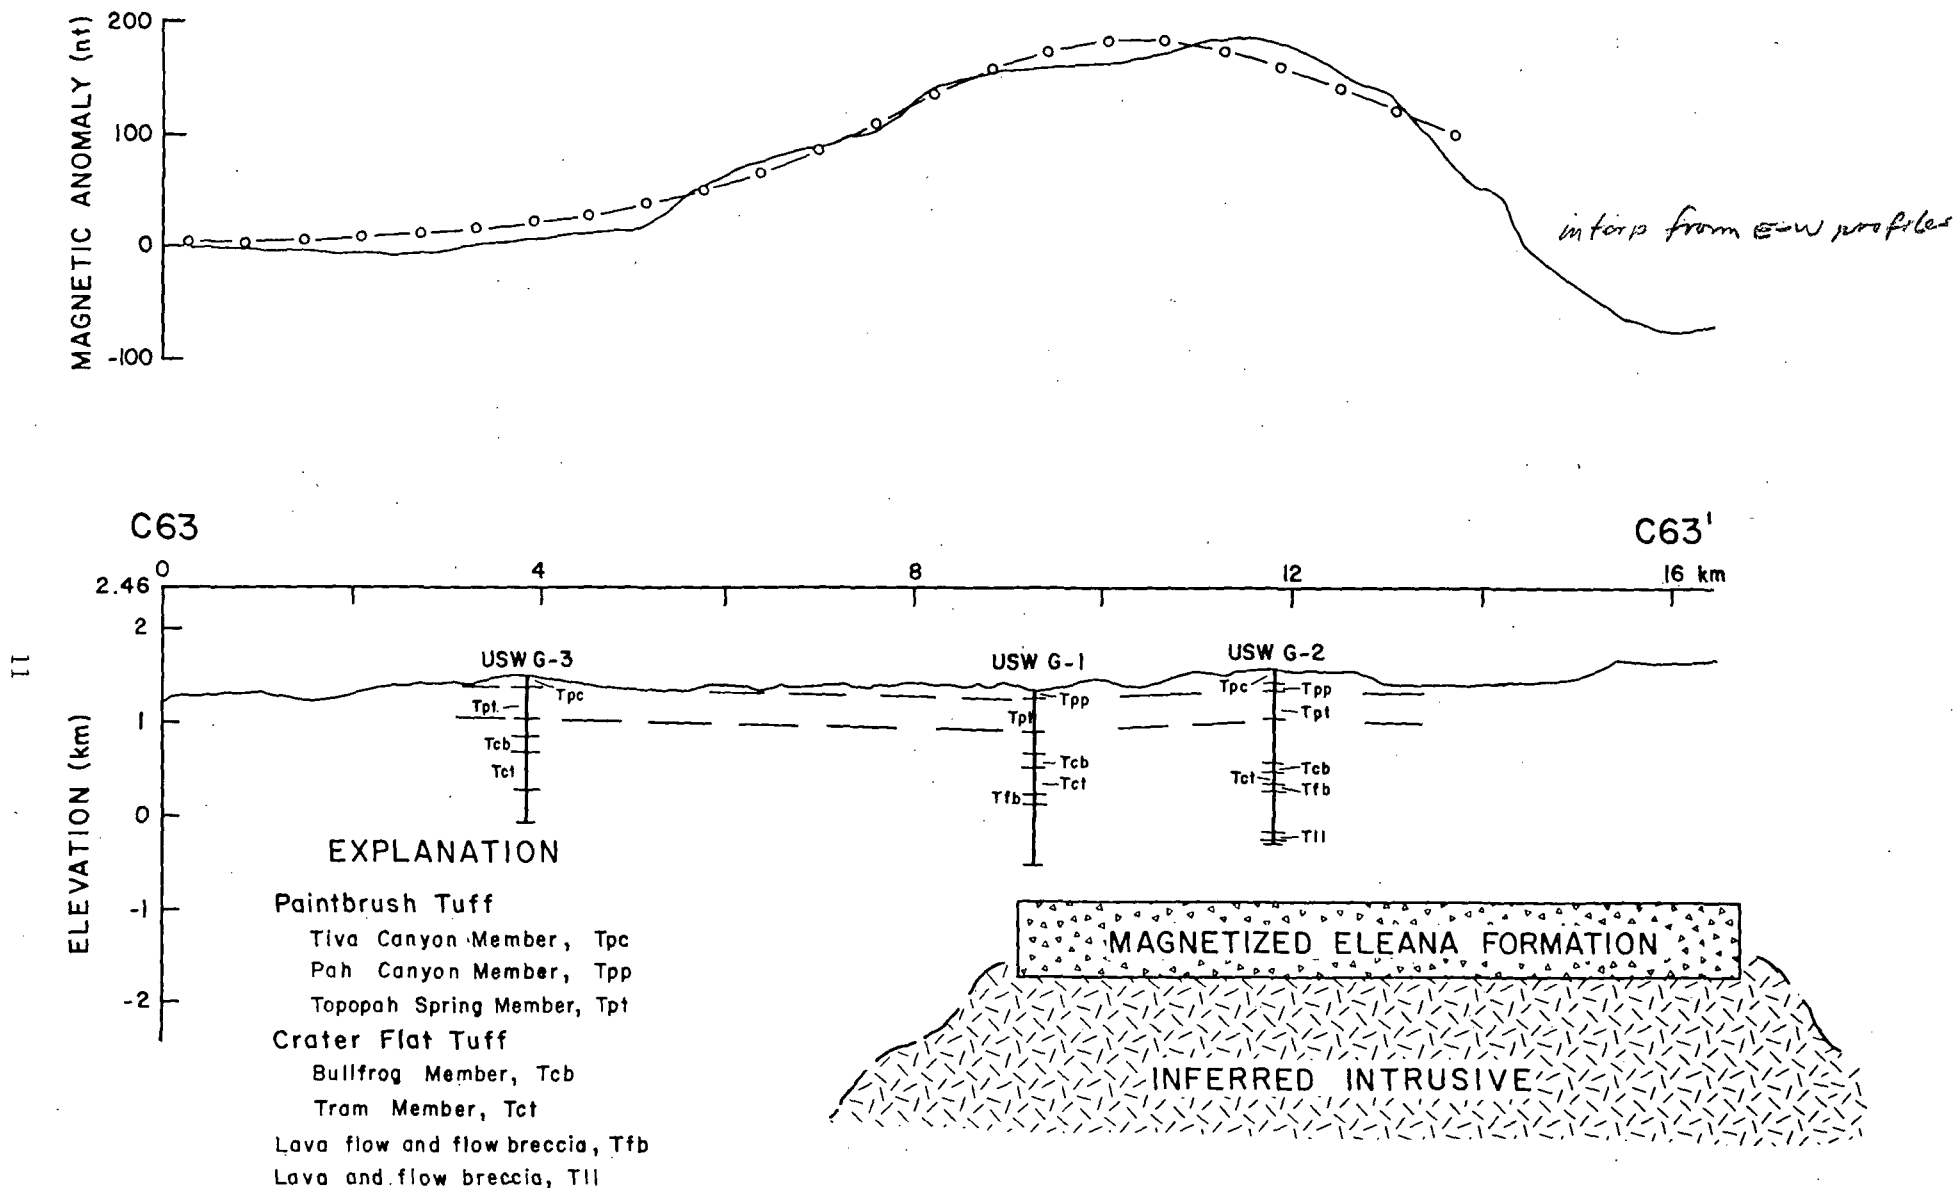 MAGNETIC ANOMALY (nt)
200
100
0
-100
interp from E-W profiles
C63
C63'
0
4
8
12
16 km
2.46
2
1
0
-1
-2
ELEVATION (km)
11
USW G-3
Tpc
Tpt
Tcb
Tct
USW G-1
Tpp
Tpt
Tcb
Tct
Tfb
USW G-2
Tpc
Tpp
Tpt
Tcb
Tct
Tfb
Tll
EXPLANATION
Paintbrush Tuff
Tiva Canyon Member, Tpc
Pah Canyon Member, Tpp
Topopah Spring Member, Tpt
Crater Flat Tuff
Bullfrog Member, Tcb
Tram Member, Tct
Lava flow and flow breccia, Tfb
Lava and flow breccia, Tll
MAGNETIZED ELEANA FORMATION
INFERRED INTRUSIVE